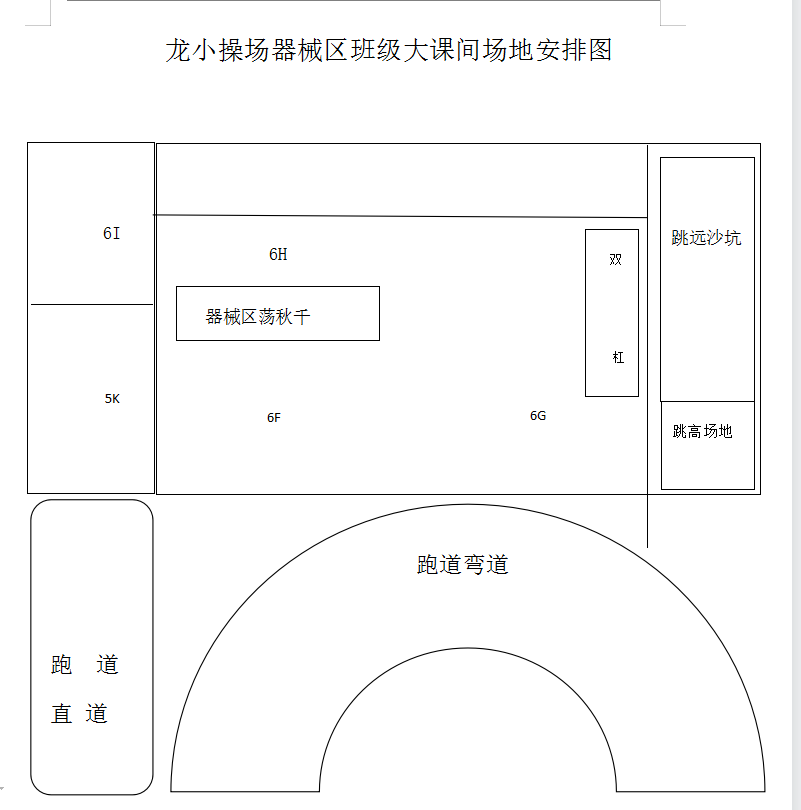 龙小操场器械区班级大课间场地安排图
6I
6H
双
跳远沙坑
器械区荡秋千
杠
5K
6F
6G
跳高场地
跑道弯道
跑 道
直 道